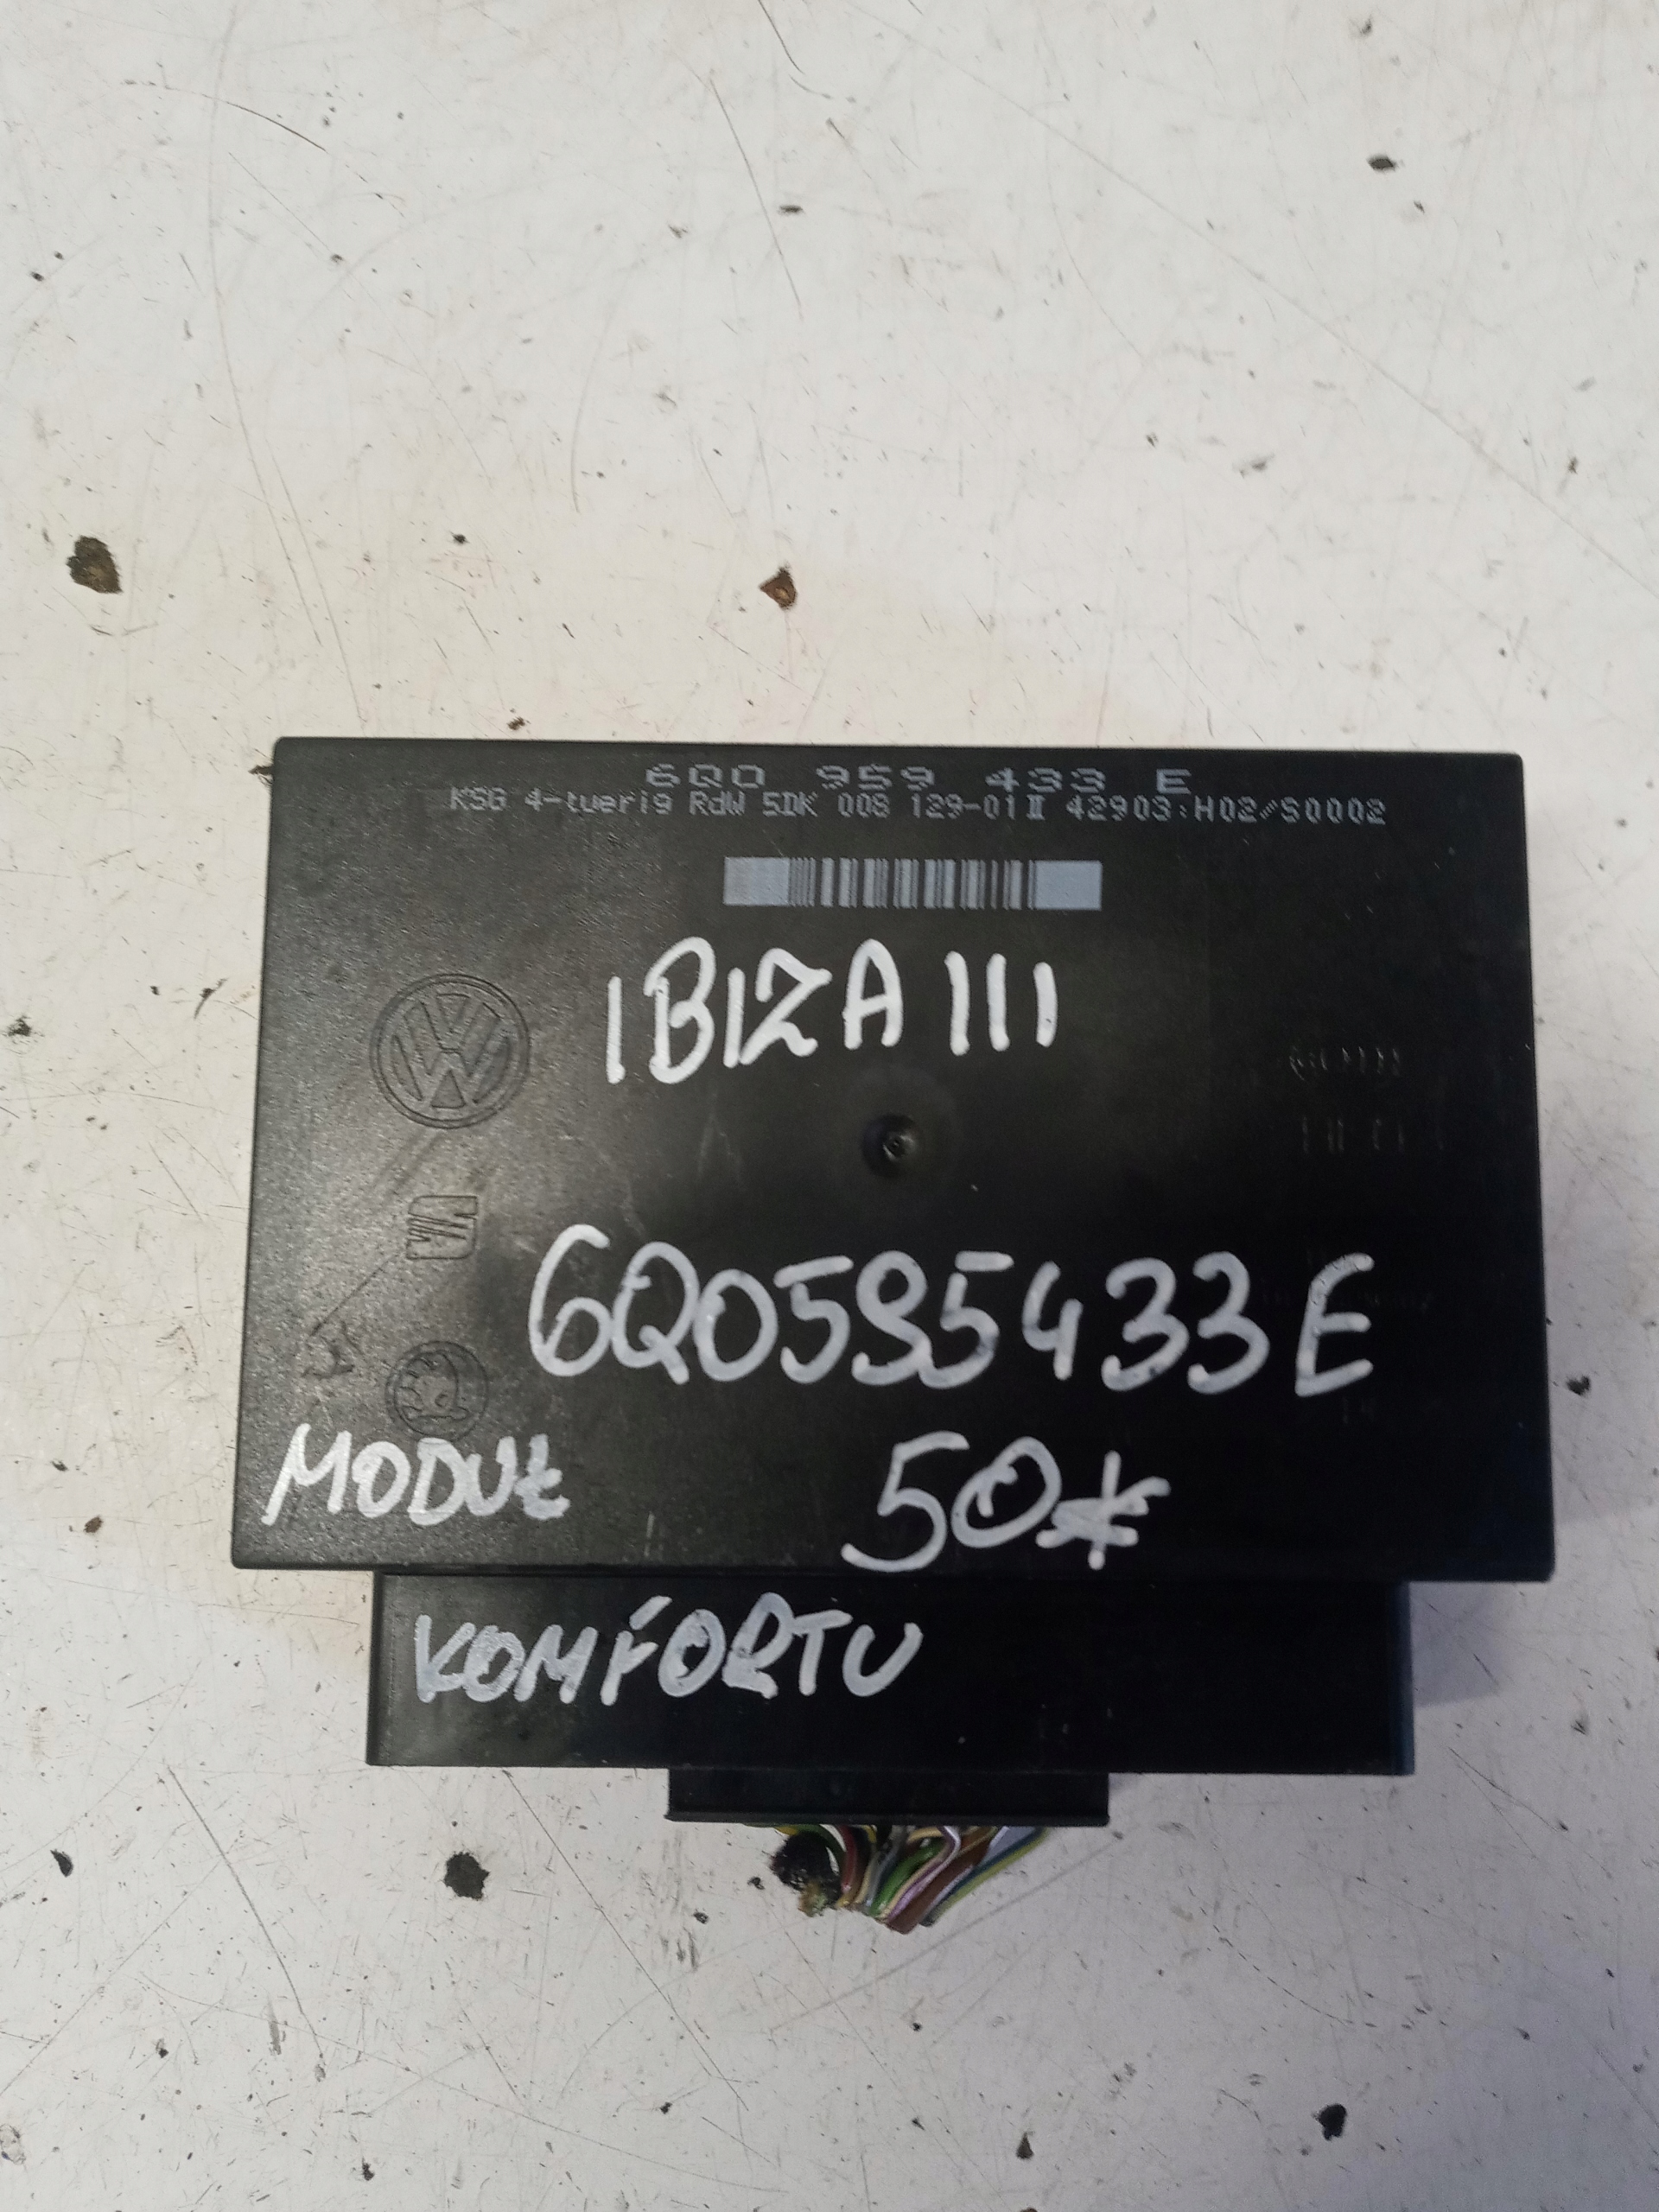 6Q0 959 433 E
KSG 4-tuerig RdW 5DK 008 129-01 II 42903:H02/S0002
IBIZA III
6Q0595433E
MODUŁ 50*
KOMFORTU